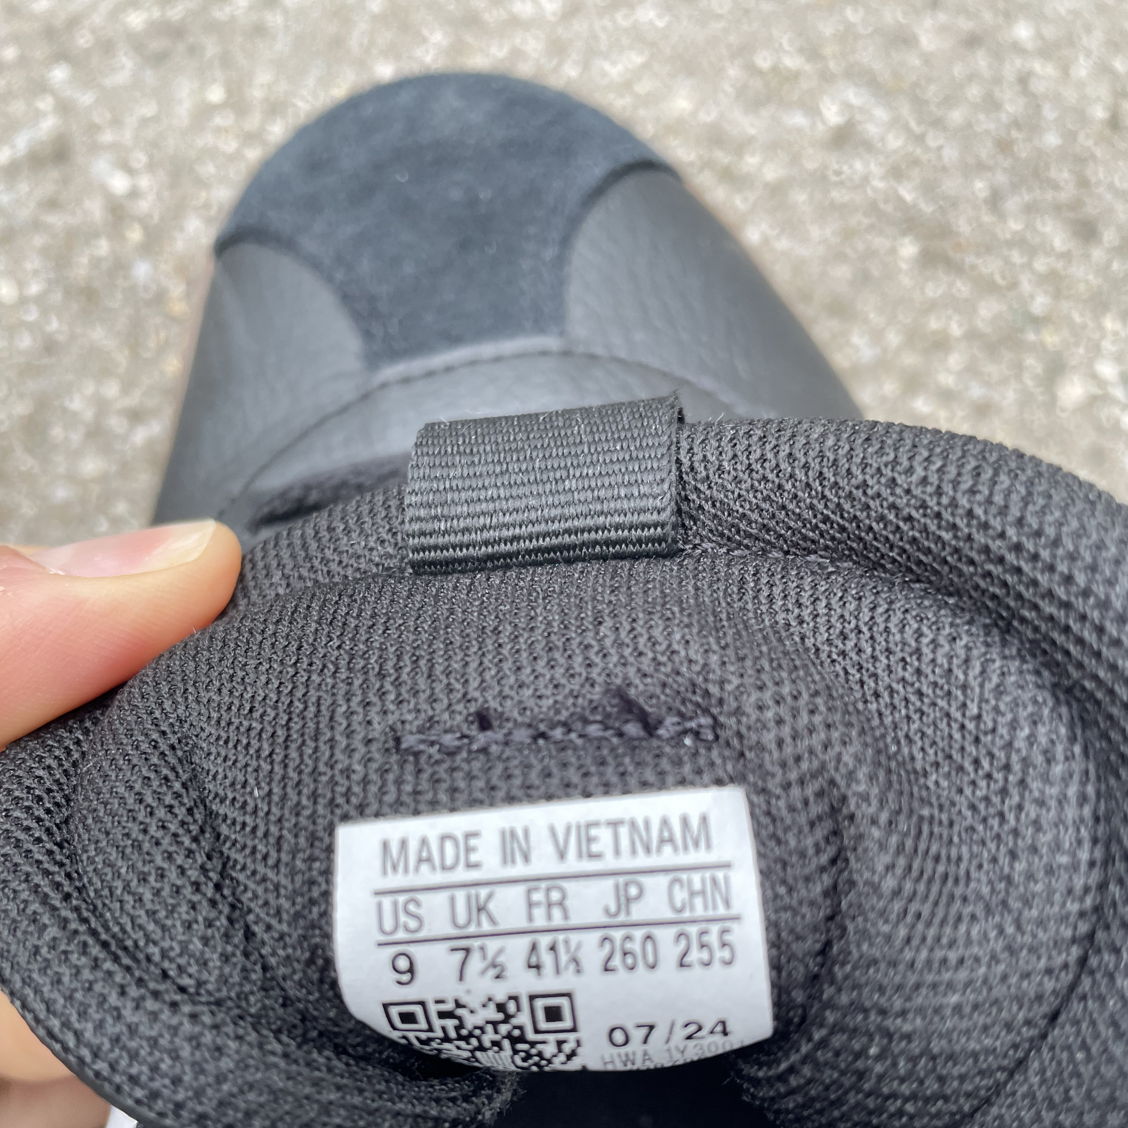 MADE IN VIETNAM
US UK FR JP CHN
9 7½ 41⅓ 260 255
07/24